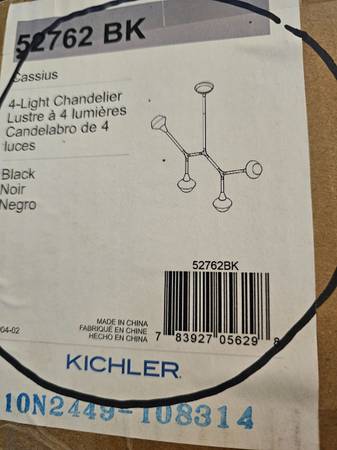 52762 BK
Cassius
4-Light Chandelier
Lustre à 4 lumières
Candelabro de 4
luces
Black
Noir
Negro
52762BK
MADE IN CHINA
FABRIQUÉ EN CHINE
HECHO EN CHINA
7 83927 05629 8
04-02
KICHLER
10N2449-108314